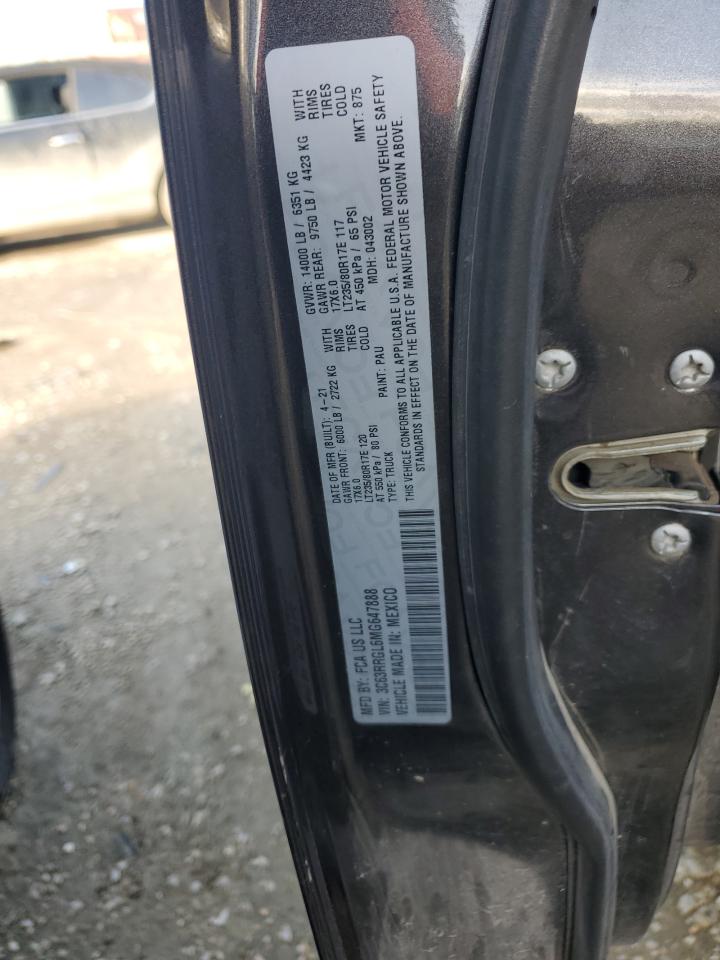 MFD BY: FCA US LLC
VIN: 3C63RRGL6MG647888
VEHICLE MADE IN: MEXICO
DATE OF MFR (BUILT): 4-21
GAWR FRONT: 6000 LB / 2722 KG WITH
17X6.0 RIMS
LT235/80R17E 120 TIRES
AT 550 kPa / 80 PSI COLD
TYPE: TRUCK PAINT: PAU
GVWR: 14000 LB / 6351 KG
GAWR REAR: 9750 LB / 4423 KG WITH
17X6.0 RIMS
LT235/80R17E 117 TIRES
AT 450 kPa / 65 PSI COLD
MDH: 043002 MKT: 875
THIS VEHICLE CONFORMS TO ALL APPLICABLE U.S.A. FEDERAL MOTOR VEHICLE SAFETY
STANDARDS IN EFFECT ON THE DATE OF MANUFACTURE SHOWN ABOVE.